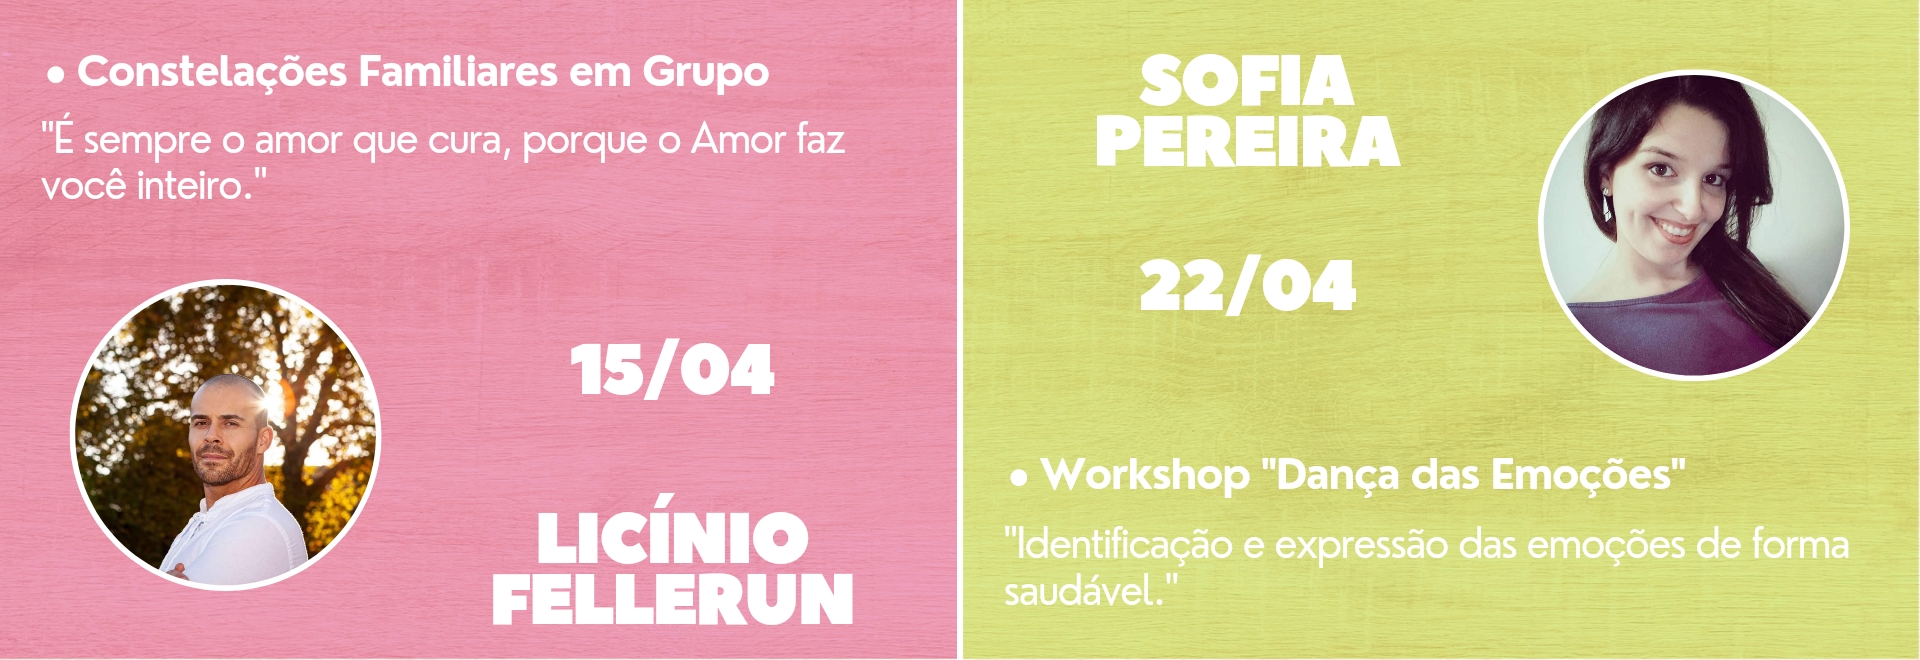 • Constelações Familiares em Grupo
"É sempre o amor que cura, porque o Amor faz
você inteiro."
15/04
LICÍNIO
FELLERUN
SOFIA
PEREIRA
22/04
• Workshop "Dança das Emoções"
"Identificação e expressão das emoções de forma
saudável."